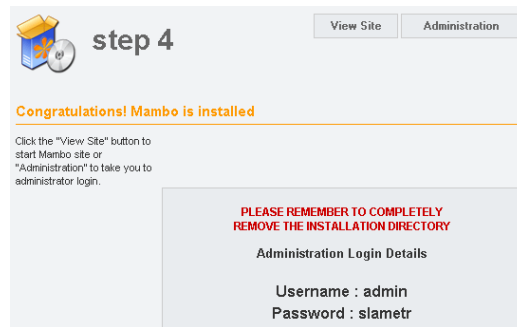 step 4
View Site
Administration
Congratulations! Mambo is installed
Click the "View Site" button to
start Mambo site or
"Administration" to take you to
administrator login.
PLEASE REMEMBER TO COMPLETELY
REMOVE THE INSTALLATION DIRECTORY
Administration Login Details
Username : admin
Password : slametr